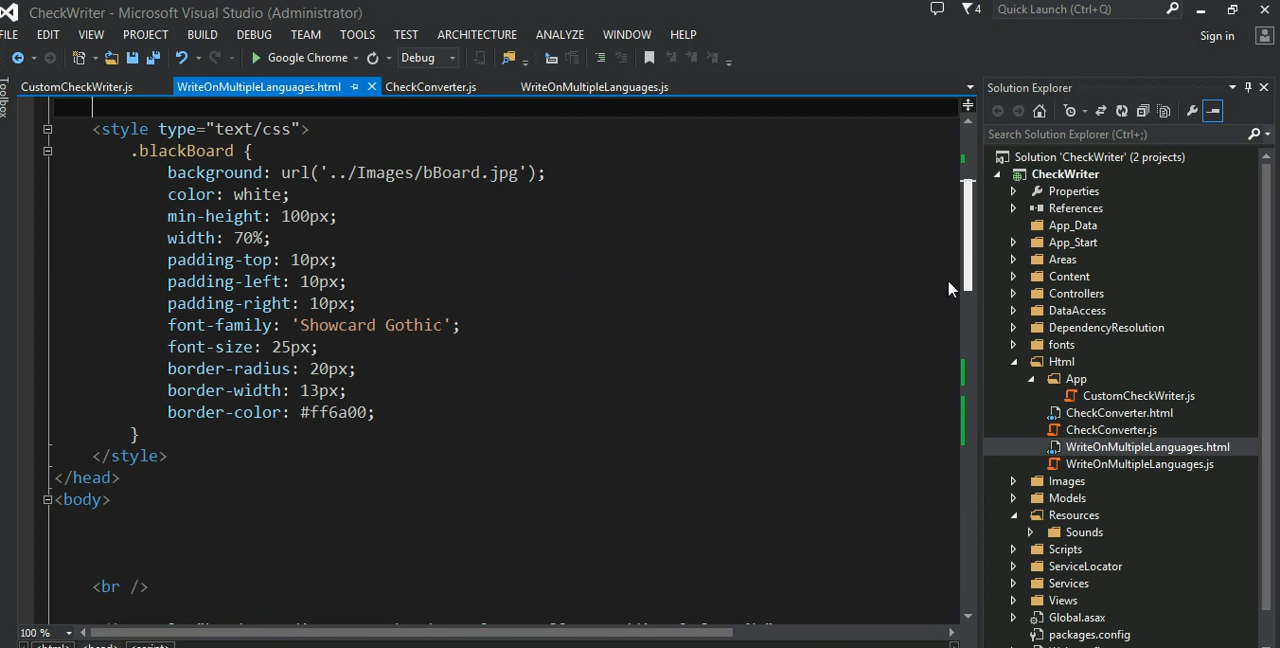 CheckWriter - Microsoft Visual Studio (Administrator)
4
Quick Launch (Ctrl+Q)
FILE EDIT VIEW PROJECT BUILD DEBUG TEAM TOOLS TEST ARCHITECTURE ANALYZE WINDOW HELP
Sign in
Google Chrome
Debug
Toolbox
CustomCheckWriter.js
WriteOnMultipleLanguages.html
CheckConverter.js
WriteOnMultipleLanguages.js
<style type="text/css">
.blackBoard {
background: url('../Images/bBoard.jpg');
color: white;
min-height: 100px;
width: 70%;
padding-top: 10px;
padding-left: 10px;
padding-right: 10px;
font-family: 'Showcard Gothic';
font-size: 25px;
border-radius: 20px;
border-width: 13px;
border-color: #ff6a00;
}
</style>
</head>
<body>
<br />
100 %
<html> <head> <script>
Solution Explorer
Search Solution Explorer (Ctrl+;)
Solution 'CheckWriter' (2 projects)
CheckWriter
Properties
References
App_Data
App_Start
Areas
Content
Controllers
DataAccess
DependencyResolution
fonts
Html
App
CustomCheckWriter.js
CheckConverter.html
CheckConverter.js
WriteOnMultipleLanguages.html
WriteOnMultipleLanguages.js
Images
Models
Resources
Sounds
Scripts
ServiceLocator
Services
Views
Global.asax
packages.config